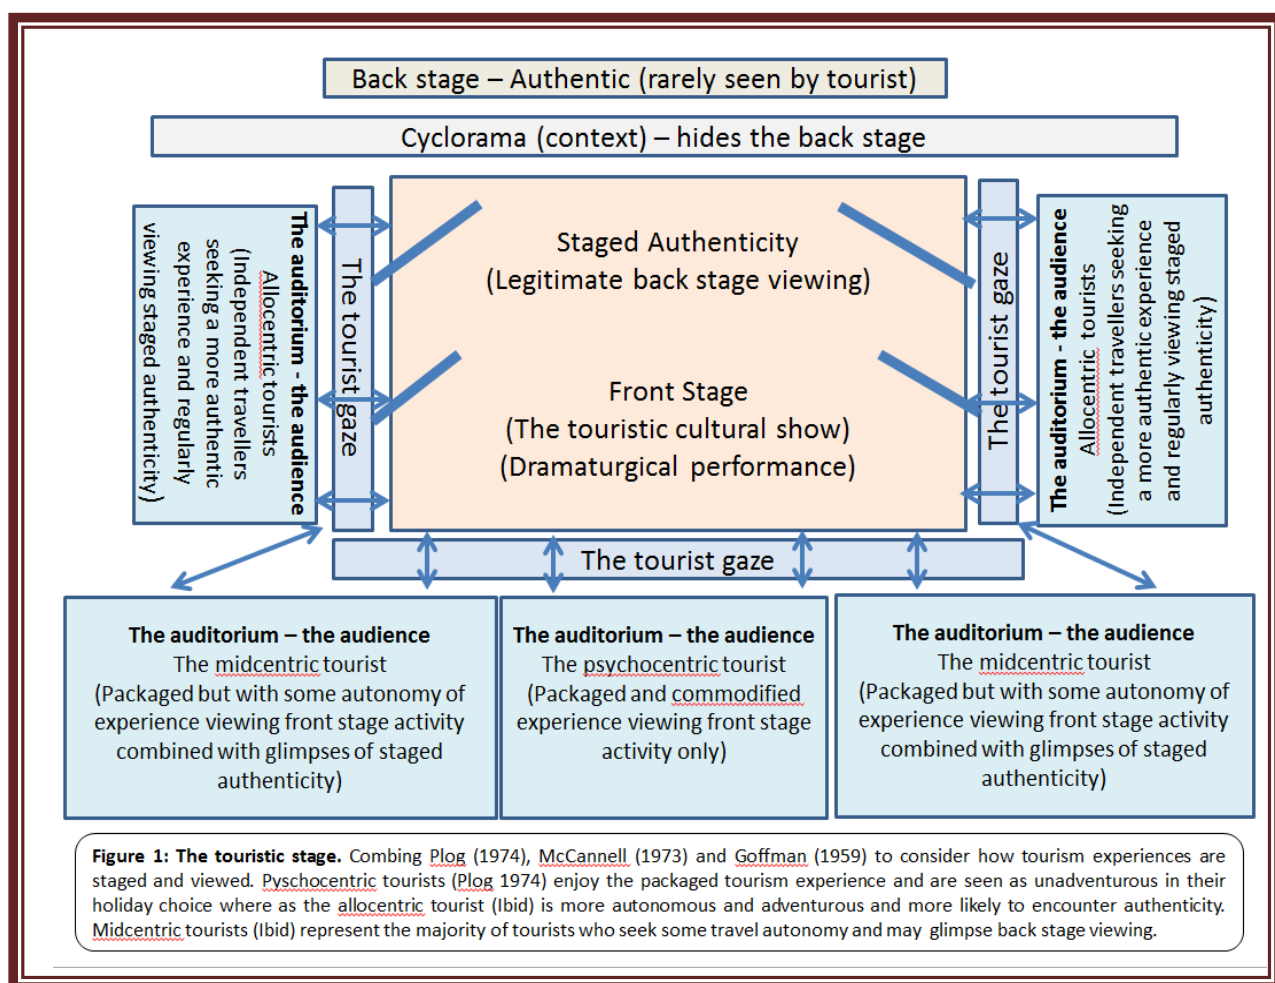 Back stage – Authentic (rarely seen by tourist)
Cyclorama (context) – hides the back stage
The auditorium - the audience
Allocentric tourists
(Independent travellers
seeking a more authentic
experience and regularly
viewing staged authenticity)
The tourist gaze
Staged Authenticity
(Legitimate back stage viewing)
Front Stage
(The touristic cultural show)
(Dramaturgical performance)
The tourist gaze
The auditorium - the audience
Allocentric tourists
(Independent travellers seeking
a more authentic experience
and regularly viewing staged
authenticity)
The tourist gaze
The auditorium – the audience
The midcentric tourist
(Packaged but with some autonomy of
experience viewing front stage activity
combined with glimpses of staged
authenticity)
The auditorium – the audience
The psychocentric tourist
(Packaged and commodified
experience viewing front stage
activity only)
The auditorium – the audience
The midcentric tourist
(Packaged but with some autonomy of
experience viewing front stage activity
combined with glimpses of staged
authenticity)
Figure 1: The touristic stage. Combing Plog (1974), McCannell (1973) and Goffman (1959) to consider how tourism experiences are
staged and viewed. Pyschocentric tourists (Plog 1974) enjoy the packaged tourism experience and are seen as unadventurous in their
holiday choice where as the allocentric tourist (Ibid) is more autonomous and adventurous and more likely to encounter authenticity.
Midcentric tourists (Ibid) represent the majority of tourists who seek some travel autonomy and may glimpse back stage viewing.